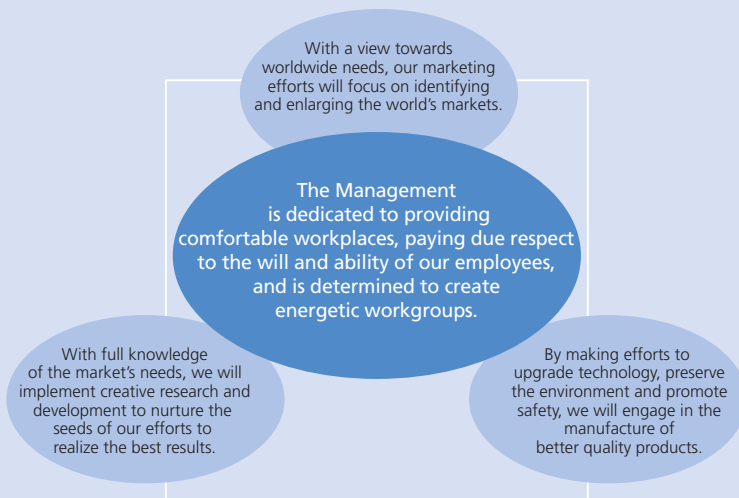 With a view towards
worldwide needs, our marketing
efforts will focus on identifying
and enlarging the world's markets.
The Management
is dedicated to providing
comfortable workplaces, paying due respect
to the will and ability of our employees,
and is determined to create
energetic workgroups.
With full knowledge
of the market's needs, we will
implement creative research and
development to nurture the
seeds of our efforts to
realize the best results.
By making efforts to
upgrade technology, preserve
the environment and promote
safety, we will engage in the
manufacture of
better quality products.